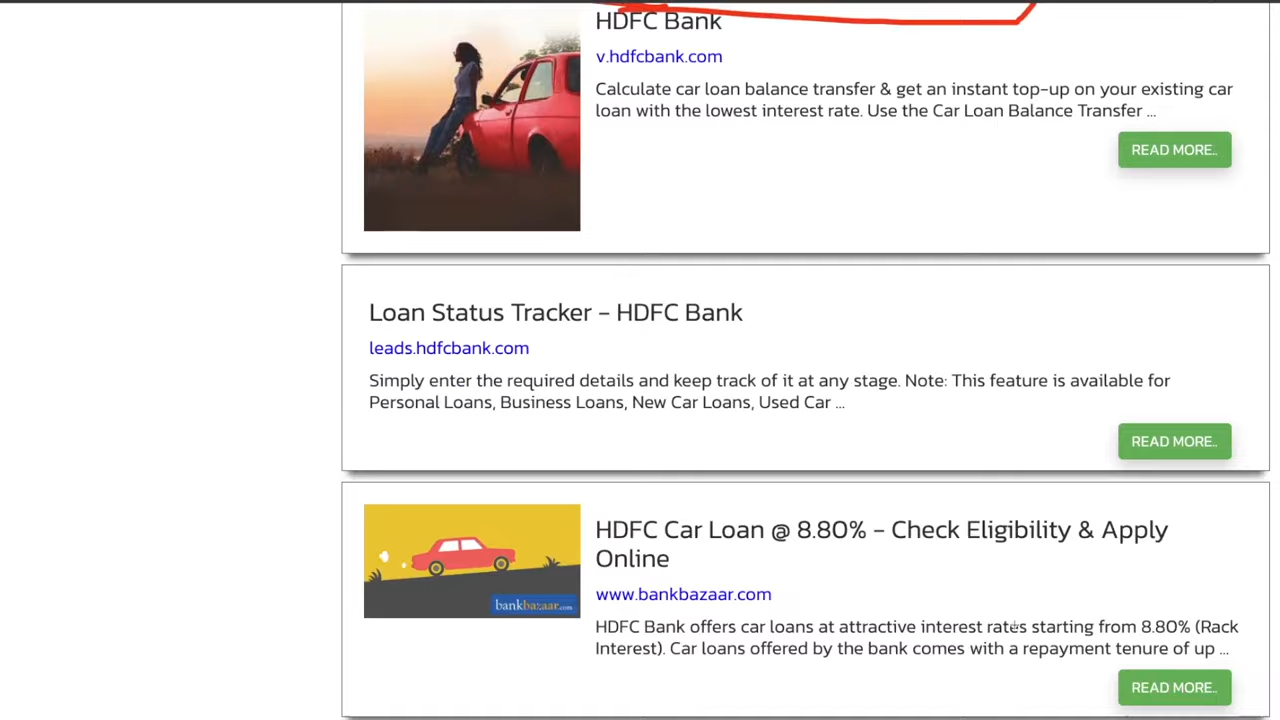 HDFC Bank
v.hdfcbank.com
Calculate car loan balance transfer & get an instant top-up on your existing car
loan with the lowest interest rate. Use the Car Loan Balance Transfer ...
READ MORE..
Loan Status Tracker - HDFC Bank
leads.hdfcbank.com
Simply enter the required details and keep track of it at any stage. Note: This feature is available for
Personal Loans, Business Loans, New Car Loans, Used Car ...
READ MORE..
bankbazaar.com
HDFC Car Loan @ 8.80% - Check Eligibility & Apply
Online
www.bankbazaar.com
HDFC Bank offers car loans at attractive interest rates starting from 8.80% (Rack
Interest). Car loans offered by the bank comes with a repayment tenure of up ...
READ MORE..